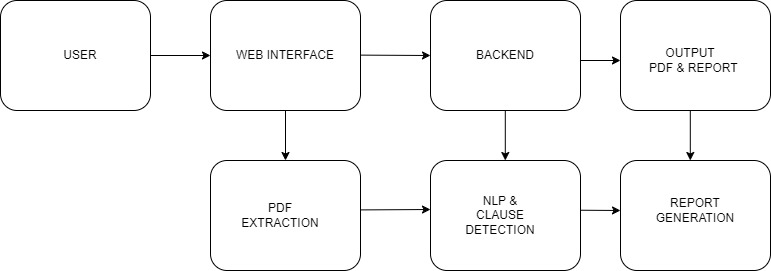 USER
WEB INTERFACE
BACKEND
OUTPUT
PDF & REPORT
PDF
EXTRACTION
NLP &
CLAUSE
DETECTION
REPORT
GENERATION